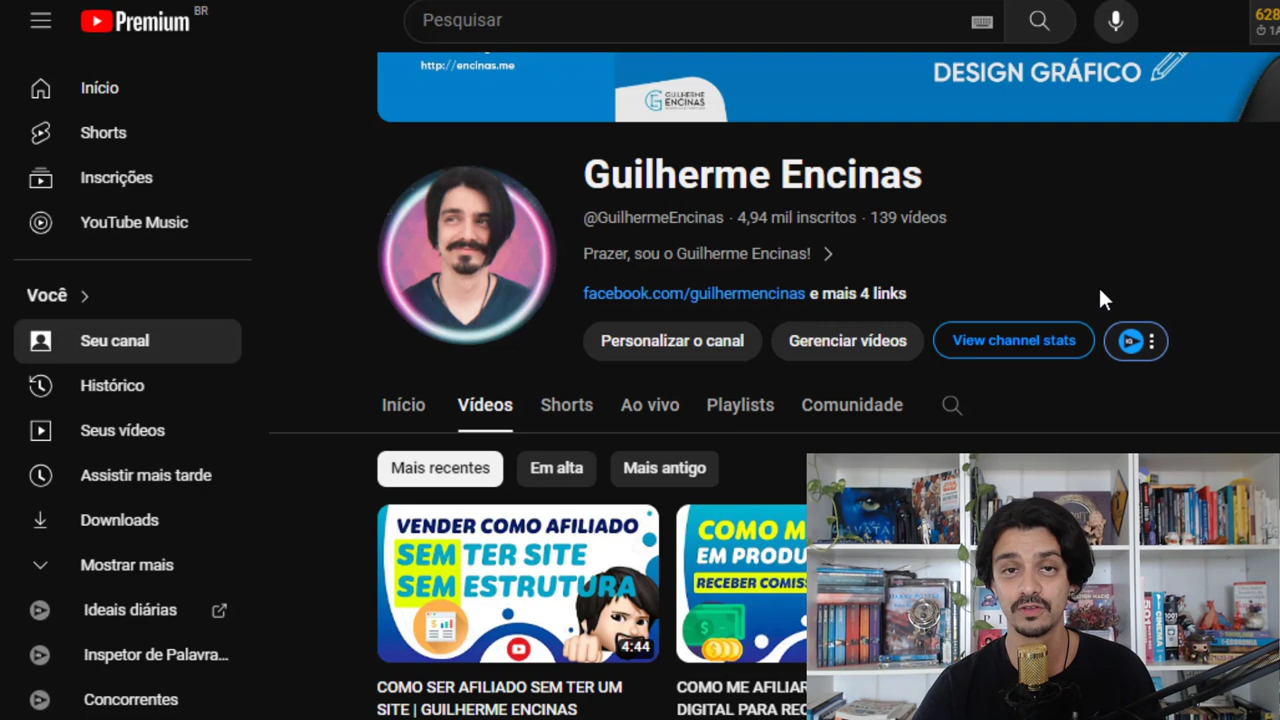 Premium BR
Pesquisar
628
http://encinas.me
GUILHERME
ENCINAS
DESIGN GRÁFICO
Início
Shorts
Inscrições
YouTube Music
Você
Seu canal
Histórico
Seus vídeos
Assistir mais tarde
Downloads
Mostrar mais
Ideais diárias
Inspetor de Palavra...
Concorrentes
Guilherme Encinas
@GuilhermeEncinas · 4,94 mil inscritos · 139 vídeos
Prazer, sou o Guilherme Encinas!
facebook.com/guilhermencinas e mais 4 links
Personalizar o canal
Gerenciar vídeos
View channel stats
Início
Vídeos
Shorts
Ao vivo
Playlists
Comunidade
Mais recentes
Em alta
Mais antigo
VENDER COMO AFILIADO
SEM TER SITE
SEM ESTRUTURA
4:44
COMO SER AFILIADO SEM TER UM
SITE | GUILHERME ENCINAS
COMO M
EM PRODU
RECEBER COMISS
COMO ME AFILIAR
DIGITAL PARA REC